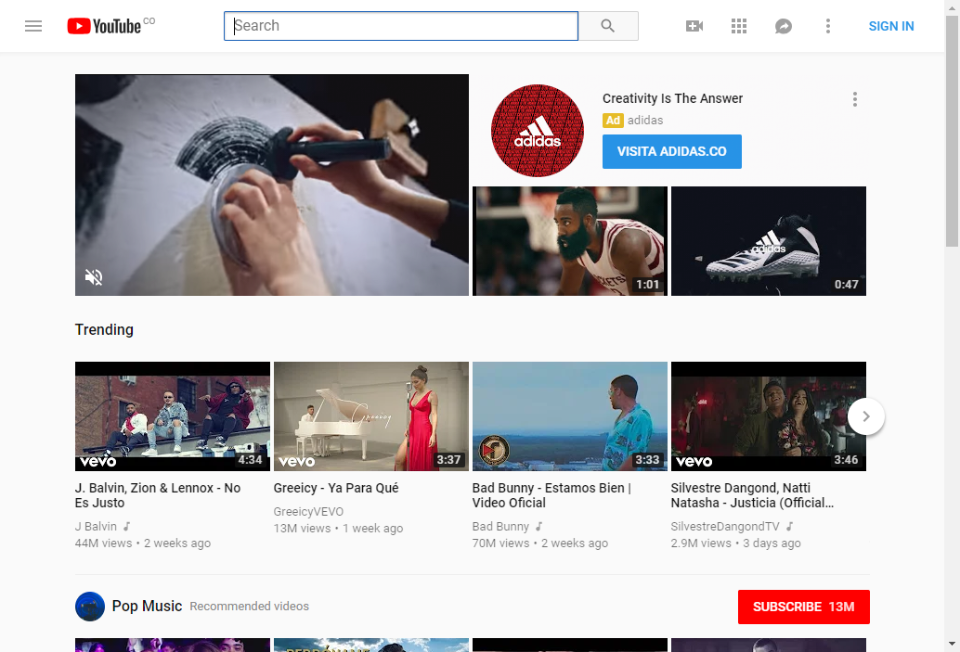 YouTube CO
Search
SIGN IN
Creativity Is The Answer
Ad adidas
adidas
VISITA ADIDAS.CO
1:01
adidas
0:47
Trending
vevo
4:34
Greeicy
vevo
3:37
3:33
vevo
3:46
J. Balvin, Zion & Lennox - No
Es Justo
J Balvin
44M views • 2 weeks ago
Greeicy - Ya Para Qué
GreeicyVEVO
13M views • 1 week ago
Bad Bunny - Estamos Bien |
Video Oficial
Bad Bunny
70M views • 2 weeks ago
Silvestre Dangond, Natti
Natasha - Justicia (Official...
SilvestreDangondTV
2.9M views • 3 days ago
Pop Music Recommended videos
SUBSCRIBE 13M